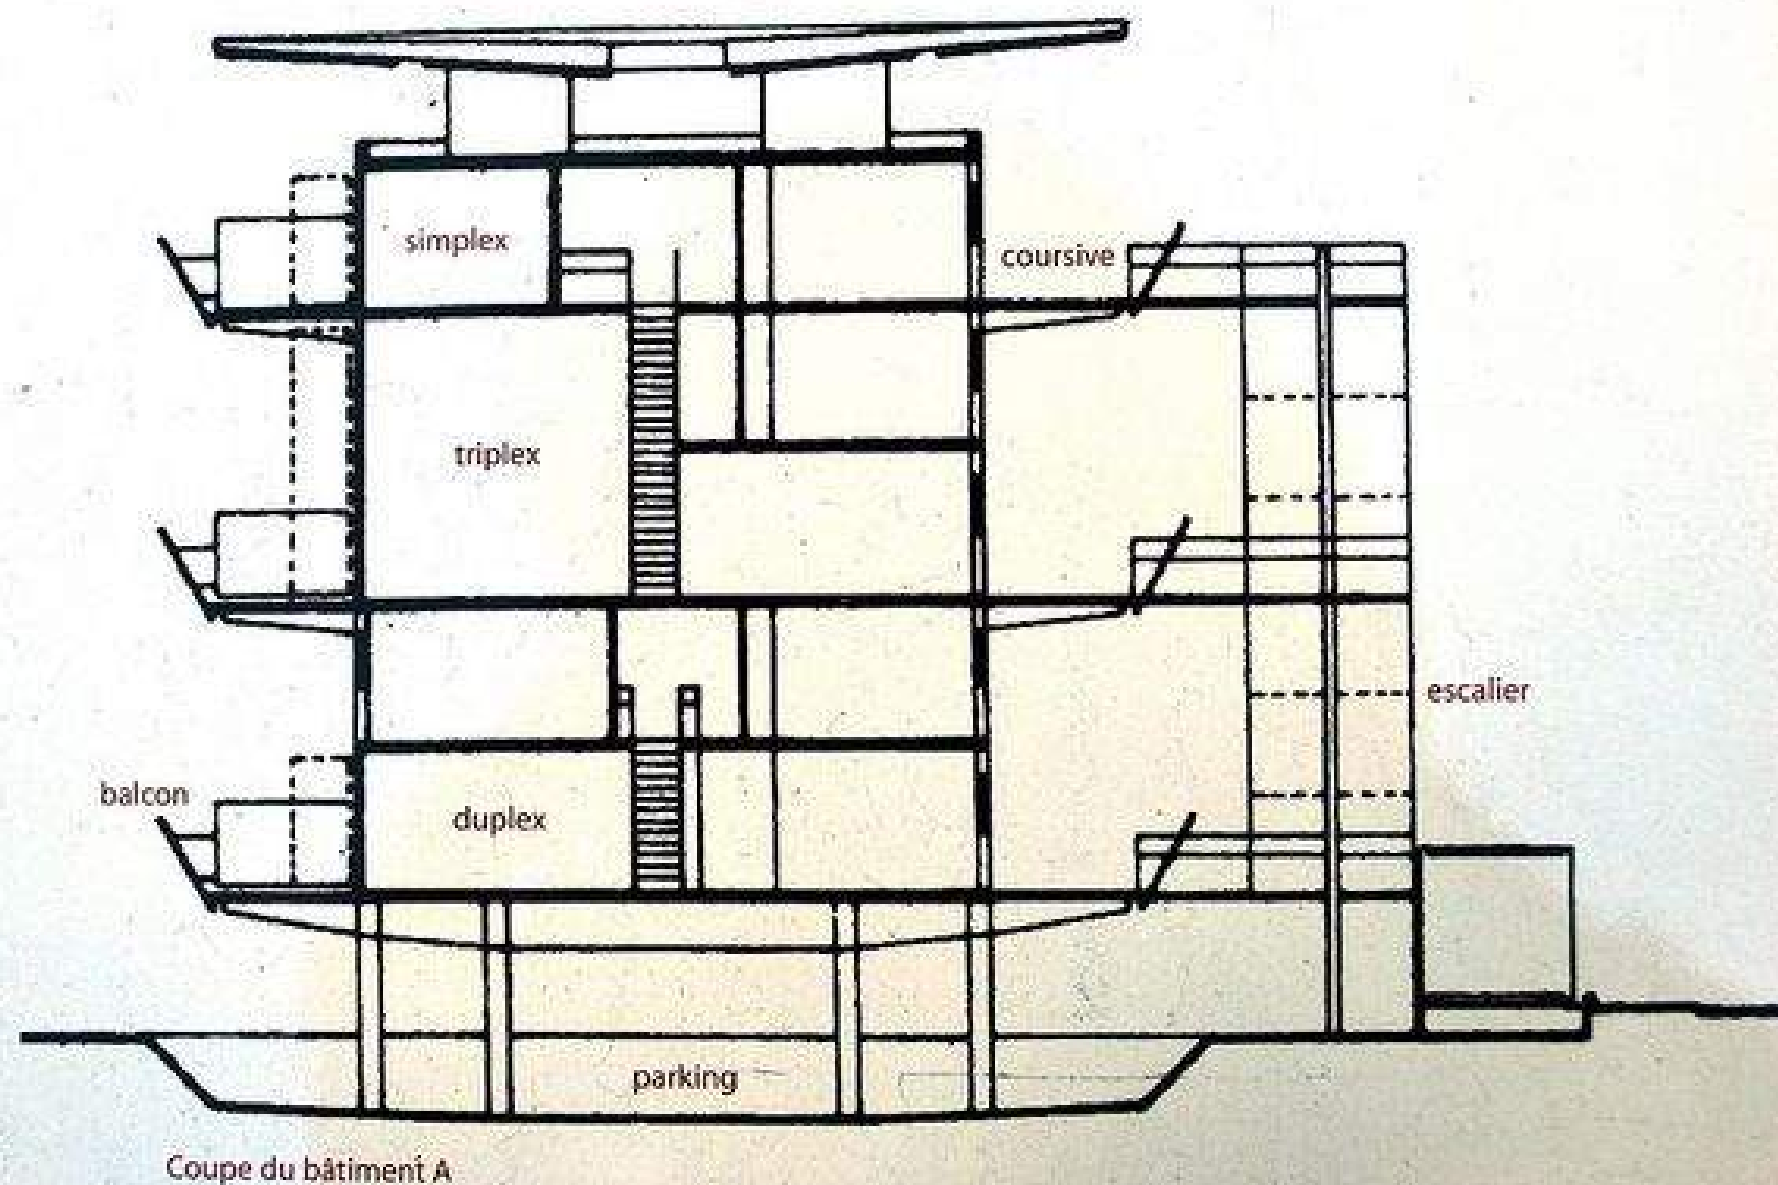 simplex
coursive
triplex
escalier
balcon
duplex
parking
Coupe du bâtiment A